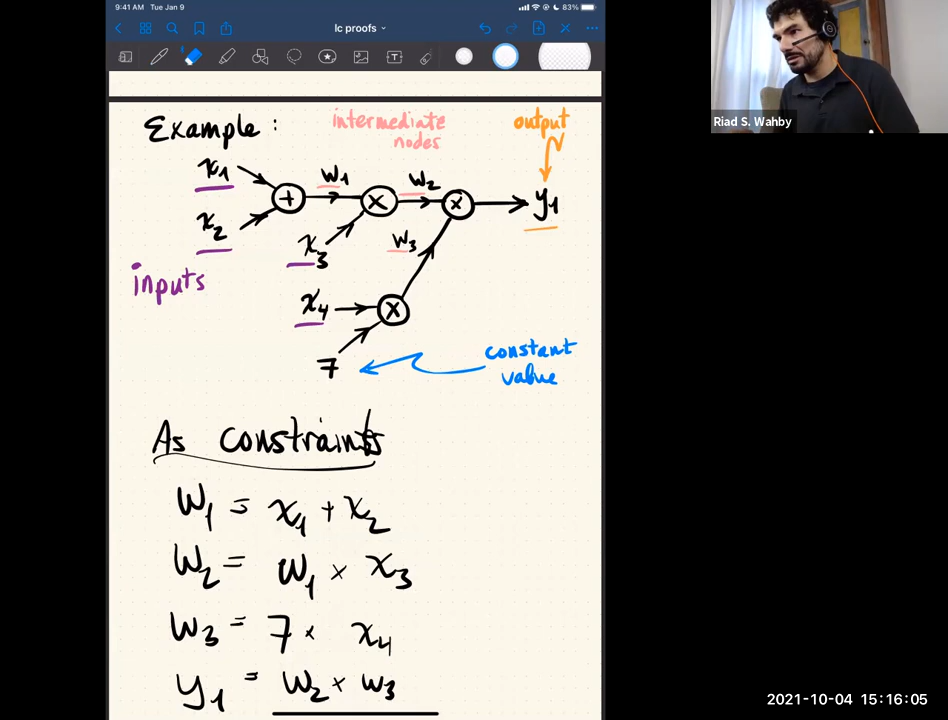 9:41 AM Tue Jan 9
83%
lc proofs
Riad S. Wahby
Example:
intermediate
nodes
output
x1
w1
w2
y1
x2
x3
w3
inputs
x4
7
constant
value
As constraints
w1 = x1 + x2
w2 = w1 × x3
w3 = 7 × x4
y1 = w2 × w3
2021-10-04 15:16:05